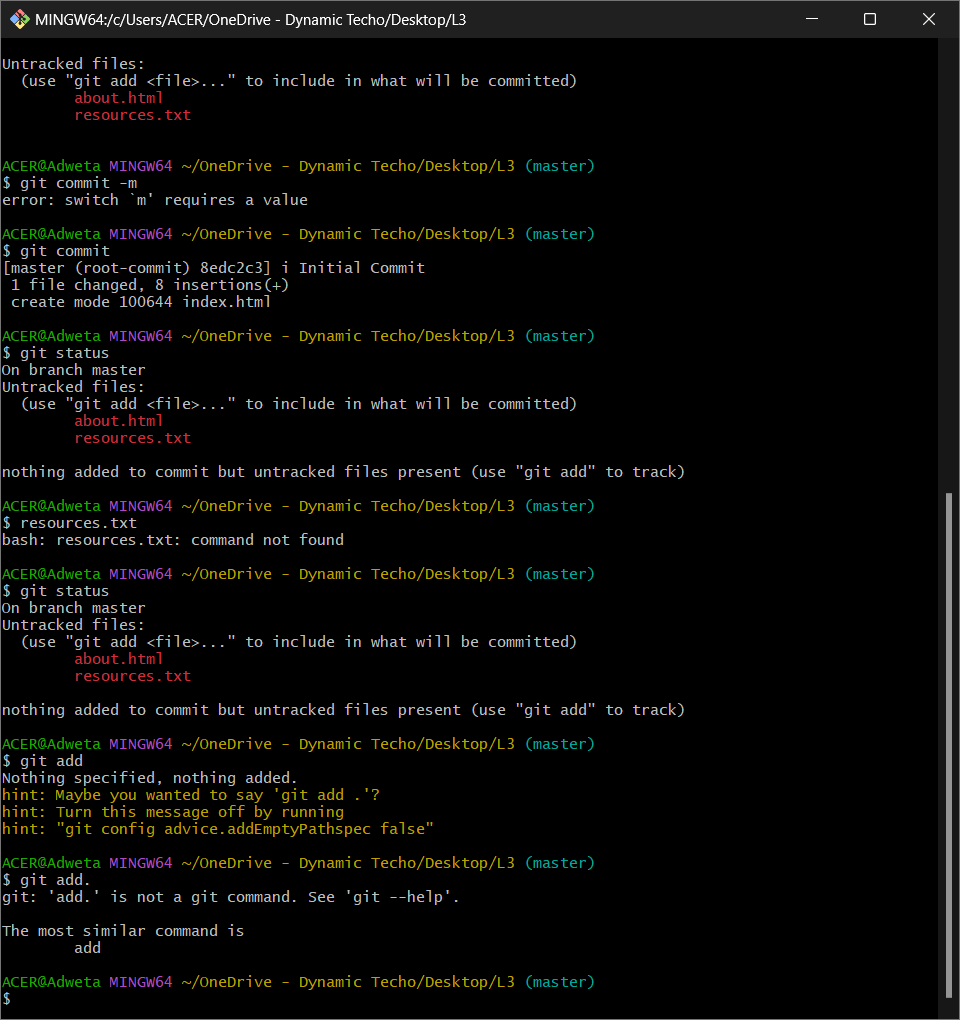 MINGW64:/c/Users/ACER/OneDrive - Dynamic Techo/Desktop/L3
Untracked files:
  (use "git add <file>..." to include in what will be committed)
        about.html
        resources.txt
ACER@Adweta MINGW64 ~/OneDrive - Dynamic Techo/Desktop/L3 (master)
$ git commit -m
error: switch `m' requires a value
ACER@Adweta MINGW64 ~/OneDrive - Dynamic Techo/Desktop/L3 (master)
$ git commit
[master (root-commit) 8edc2c3] i Initial Commit
 1 file changed, 8 insertions(+)
 create mode 100644 index.html
ACER@Adweta MINGW64 ~/OneDrive - Dynamic Techo/Desktop/L3 (master)
$ git status
On branch master
Untracked files:
  (use "git add <file>..." to include in what will be committed)
        about.html
        resources.txt
nothing added to commit but untracked files present (use "git add" to track)
ACER@Adweta MINGW64 ~/OneDrive - Dynamic Techo/Desktop/L3 (master)
$ resources.txt
bash: resources.txt: command not found
ACER@Adweta MINGW64 ~/OneDrive - Dynamic Techo/Desktop/L3 (master)
$ git status
On branch master
Untracked files:
  (use "git add <file>..." to include in what will be committed)
        about.html
        resources.txt
nothing added to commit but untracked files present (use "git add" to track)
ACER@Adweta MINGW64 ~/OneDrive - Dynamic Techo/Desktop/L3 (master)
$ git add
Nothing specified, nothing added.
hint: Maybe you wanted to say 'git add .'?
hint: Turn this message off by running
hint: "git config advice.addEmptyPathspec false"
ACER@Adweta MINGW64 ~/OneDrive - Dynamic Techo/Desktop/L3 (master)
$ git add.
git: 'add.' is not a git command. See 'git --help'.
The most similar command is
        add
ACER@Adweta MINGW64 ~/OneDrive - Dynamic Techo/Desktop/L3 (master)
$